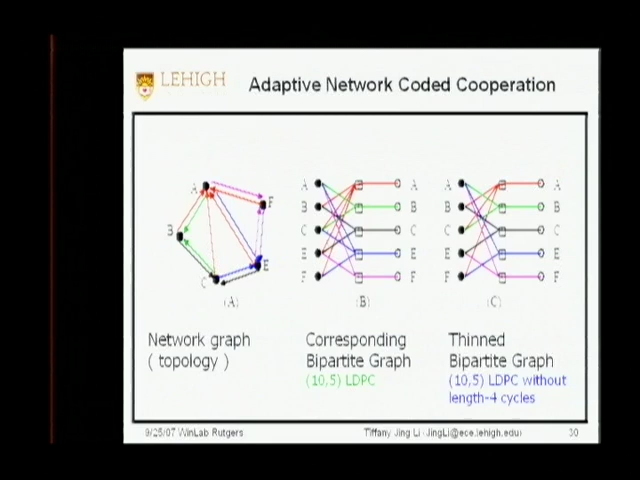 LEHIGH
Adaptive Network Coded Cooperation
A
F
B
E
C
(A)
A A
B B
C C
E E
F F
(B)
A A
B B
C C
E E
F F
(C)
Network graph
( topology )
Corresponding
Bipartite Graph
(10,5) LDPC
Thinned
Bipartite Graph
(10,5) LDPC without
length-4 cycles
9/25/07 WinLab Rutgers
Tiffany Jing Li (JingLi@ece.lehigh.edu)
30